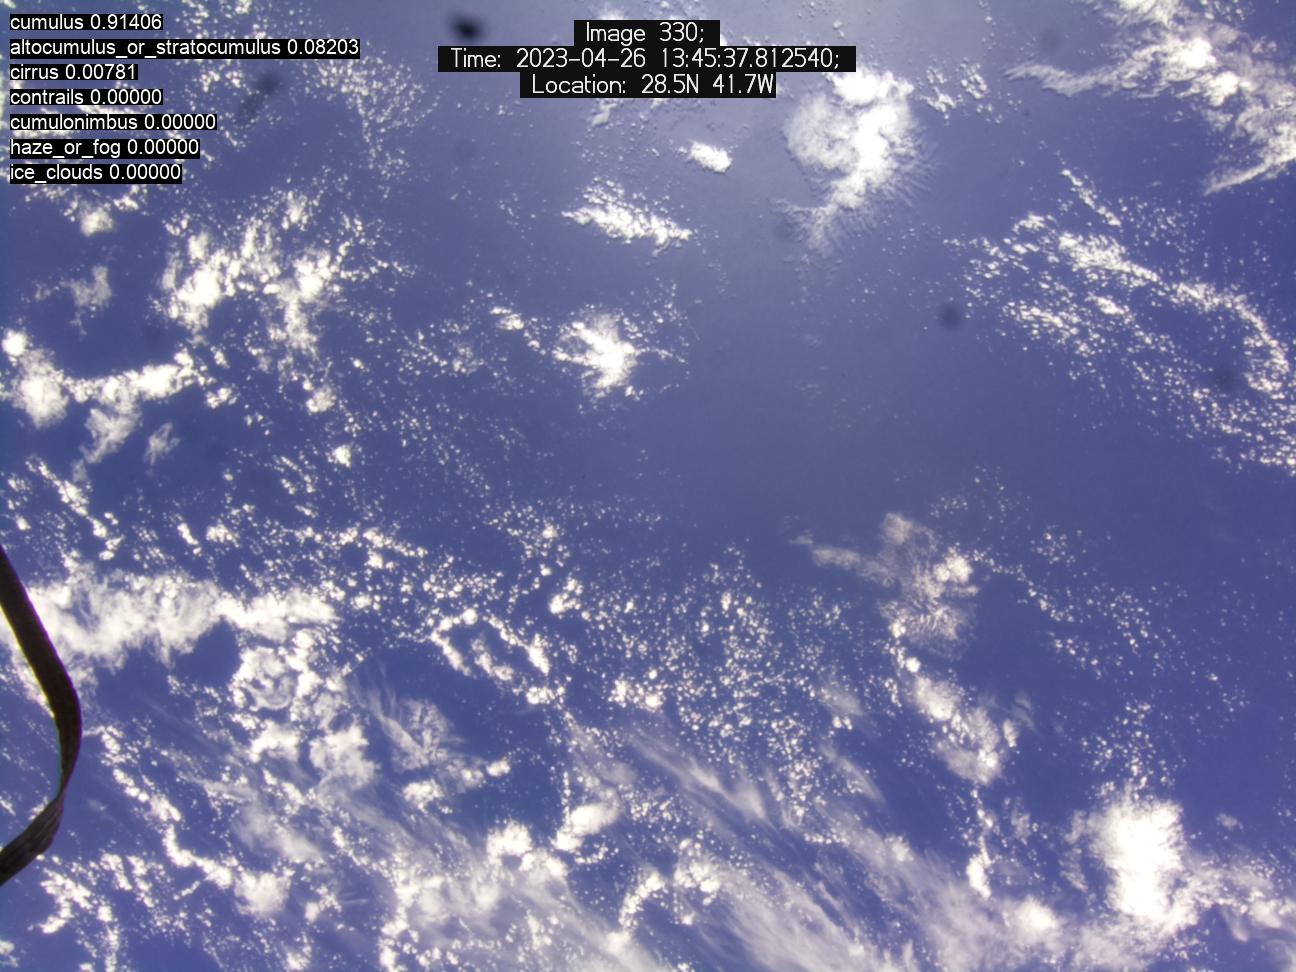 cumulus 0.91406
altocumulus_or_stratocumulus 0.08203
cirrus 0.00781
contrails 0.00000
cumulonimbus 0.00000
haze_or_fog 0.00000
ice_clouds 0.00000
Image 330;
Time: 2023-04-26 13:45:37.812540;
Location: 28.5N 41.7W